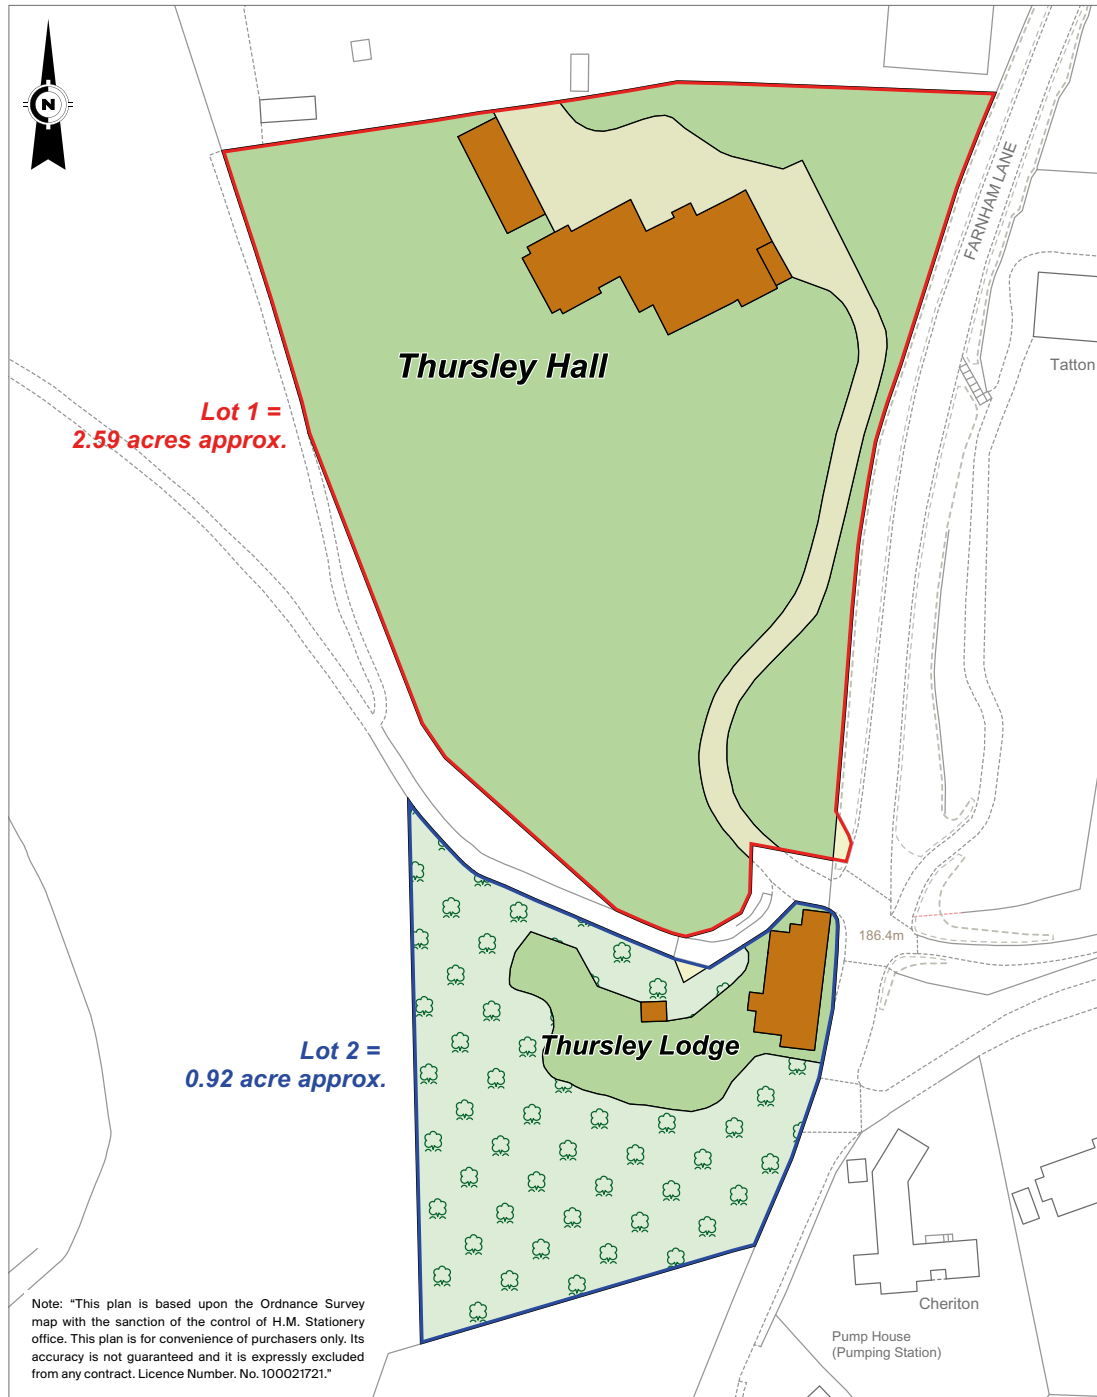 N
FARNHAM LANE
Thursley Hall
Tatton
Lot 1 =
2.59 acres approx.
186.4m
Thursley Lodge
Lot 2 =
0.92 acre approx.
Cheriton
Pump House
(Pumping Station)
Note: “This plan is based upon the Ordnance Survey
map with the sanction of the control of H.M. Stationery
office. This plan is for convenience of purchasers only. Its
accuracy is not guaranteed and it is expressly excluded
from any contract. Licence Number. No. 100021721.”